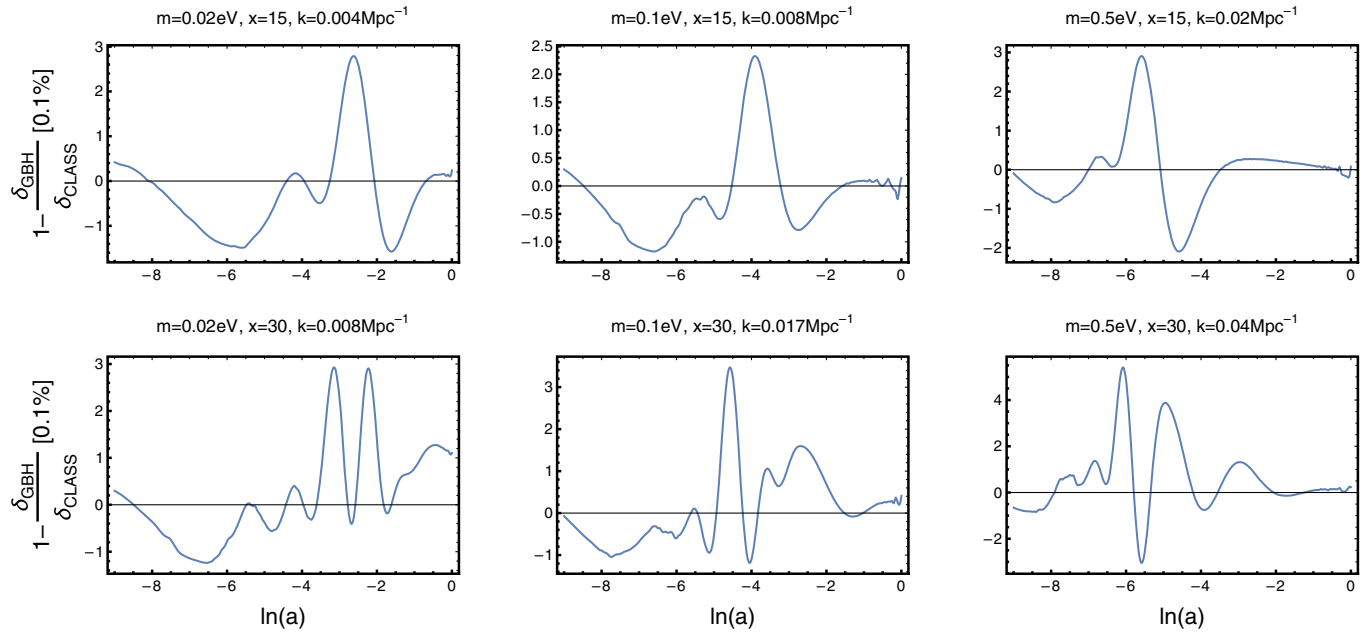 m=0.02eV, x=15, k=0.004Mpc⁻¹
m=0.1eV, x=15, k=0.008Mpc⁻¹
m=0.5eV, x=15, k=0.02Mpc⁻¹
1-δ_GBH/δ_CLASS [0.1%]
3
2
1
0
-1
-8 -6 -4 -2 0
2.5
2.0
1.5
1.0
0.5
0.0
-0.5
-1.0
-8 -6 -4 -2 0
3
2
1
0
-1
-2
-8 -6 -4 -2 0
m=0.02eV, x=30, k=0.008Mpc⁻¹
m=0.1eV, x=30, k=0.017Mpc⁻¹
m=0.5eV, x=30, k=0.04Mpc⁻¹
1-δ_GBH/δ_CLASS [0.1%]
3
2
1
0
-1
-8 -6 -4 -2 0
ln(a)
3
2
1
0
-1
-8 -6 -4 -2 0
ln(a)
4
2
0
-2
-8 -6 -4 -2 0
ln(a)